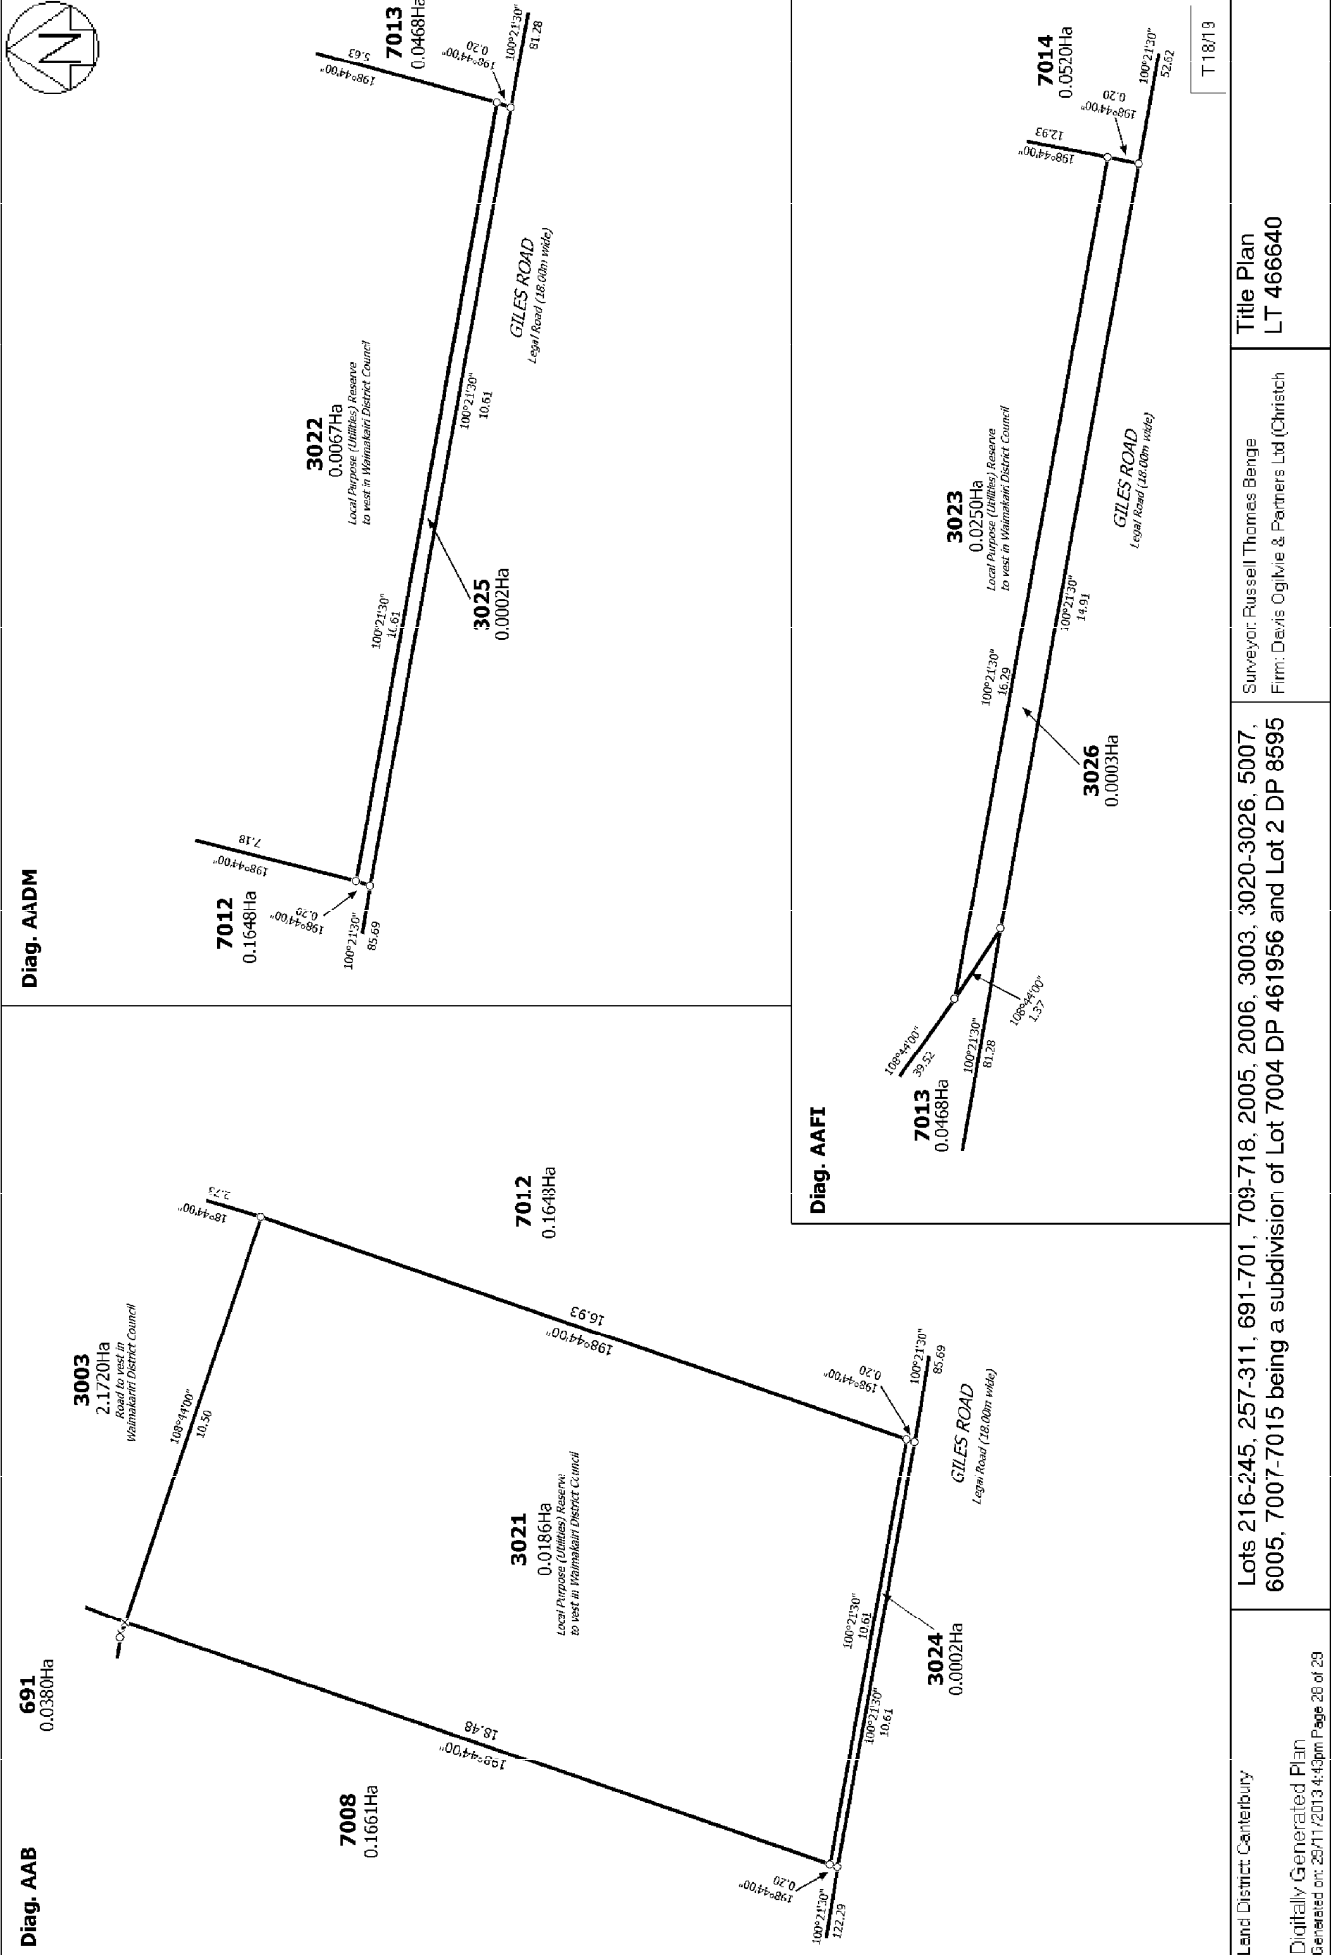 Diag. AAB
691
0.0380Ha
3003
2.1720Ha
Road to vest in
Waimakariri District Council
108°44'00"
10.50
18°44'00"
2.73
7008
0.1661Ha
198°44'00"
18.48
3021
0.0186Ha
Local Purpose (Utilities) Reserve
to vest in Waimakariri District Council
7012
0.1648Ha
198°44'00"
16.93
198°44'00"
0.20
100°21'30"
122.29
100°21'30"
10.61
100°21'30"
10.61
3024
0.0002Ha
198°44'00"
0.20
100°21'30"
85.69
GILES ROAD
Legal Road (18.00m wide)
Diag. AADM
7012
0.1648Ha
198°44'00"
7.18
198°44'00"
0.20
100°21'30"
85.69
3022
0.0067Ha
Local Purpose (Utilities) Reserve
to vest in Waimakariri District Council
100°21'30"
10.61
3025
0.0002Ha
100°21'30"
10.61
GILES ROAD
Legal Road (18.00m wide)
7013
0.0468Ha
198°44'00"
5.63
198°44'00"
0.20
100°21'30"
81.28
N
Diag. AAFI
7013
0.0468Ha
108°44'00"
39.52
100°21'30"
81.28
108°44'00"
1.37
3023
0.0250Ha
Local Purpose (Utilities) Reserve
to vest in Waimakariri District Council
100°21'30"
16.29
3026
0.0003Ha
100°21'30"
14.91
GILES ROAD
Legal Road (18.00m wide)
7014
0.0520Ha
198°44'00"
12.93
198°44'00"
0.20
100°21'30"
52.62
T 18/19
Land District: Canterbury
Digitally Generated Plan
Generated on: 29/11/2013 4:43pm Page 28 of 29
Lots 216-245, 257-311, 691-701, 709-718, 2005, 2006, 3003, 3020-3026, 5007,
6005, 7007-7015 being a subdivision of Lot 7004 DP 461956 and Lot 2 DP 8595
Surveyor: Russell Thomas Benge
Firm: Davis Ogilvie & Partners Ltd (Christch
Title Plan
LT 466640